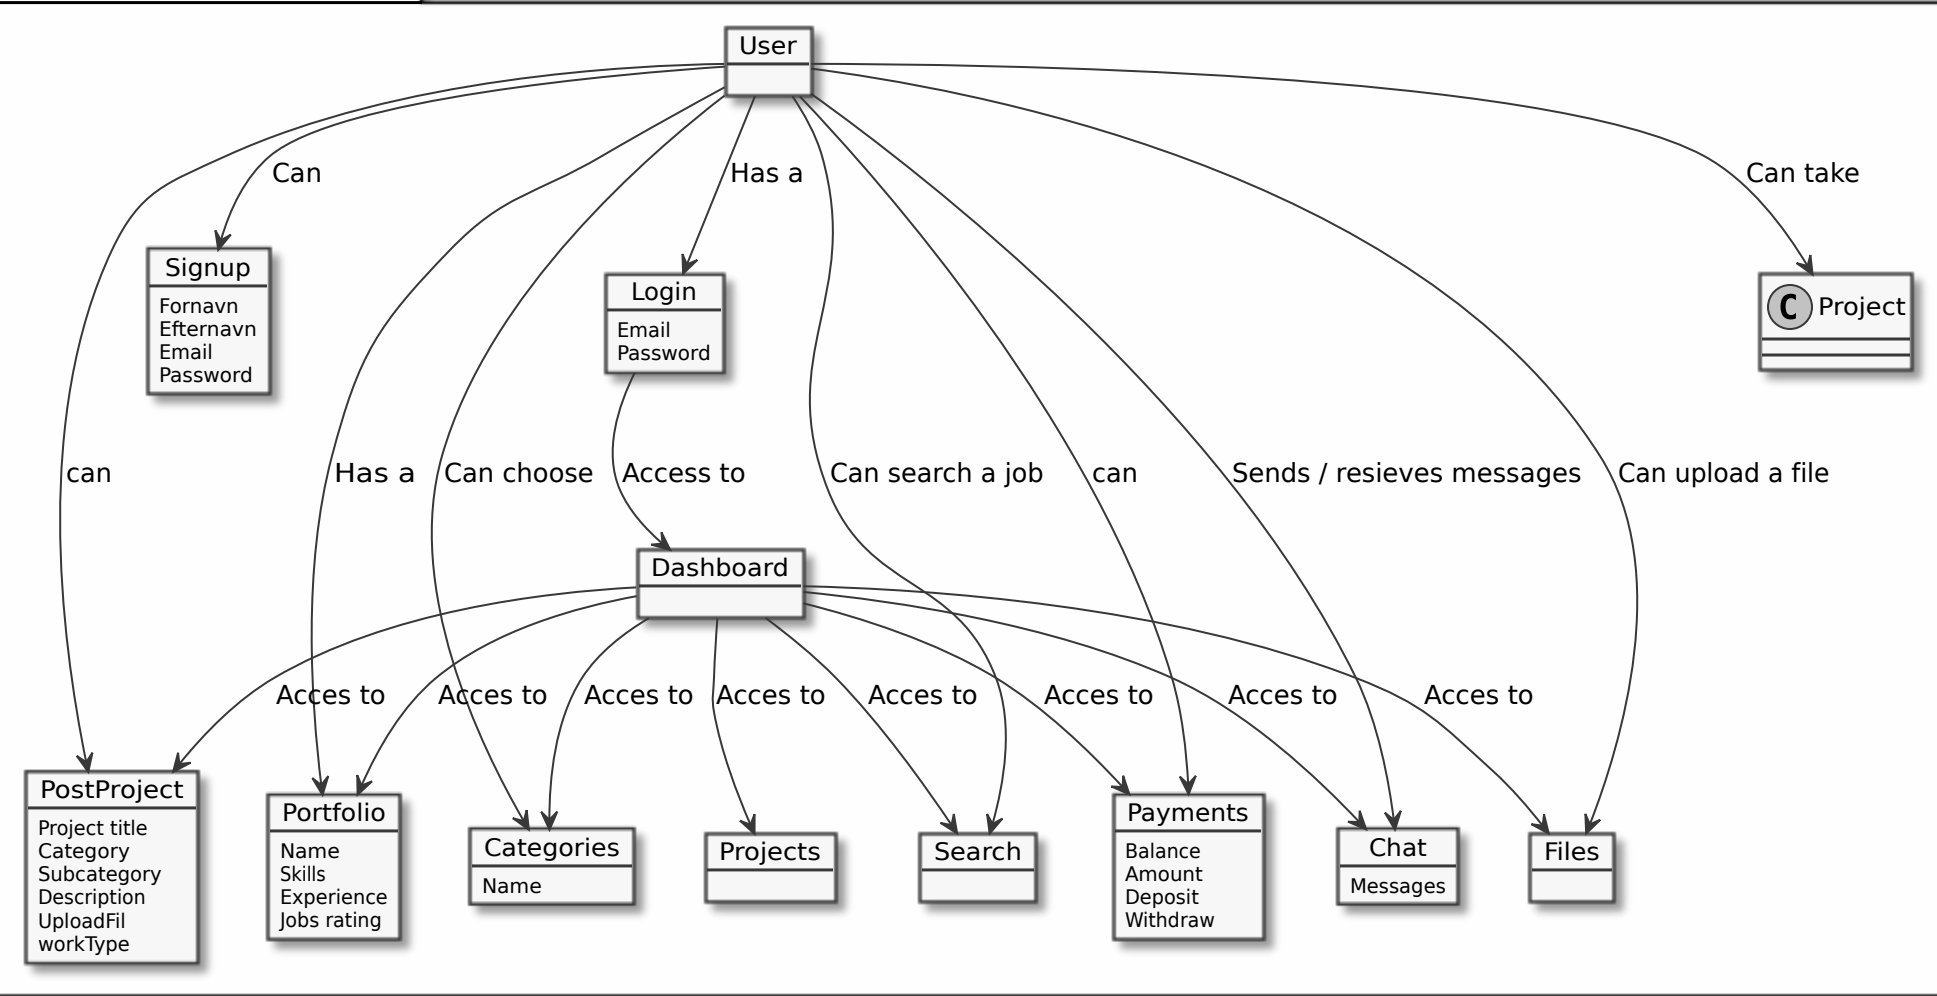 User
Can
Has a
Can take
Signup
Fornavn
Efternavn
Email
Password
Login
Email
Password
C Project
can
Has a
Can choose
Access to
Can search a job
can
Sends / resieves messages
Can upload a file
Dashboard
Acces to
Acces to
Acces to
Acces to
Acces to
Acces to
Acces to
Acces to
PostProject
Project title
Category
Subcategory
Description
UploadFil
workType
Portfolio
Name
Skills
Experience
Jobs rating
Categories
Name
Projects
Search
Payments
Balance
Amount
Deposit
Withdraw
Chat
Messages
Files